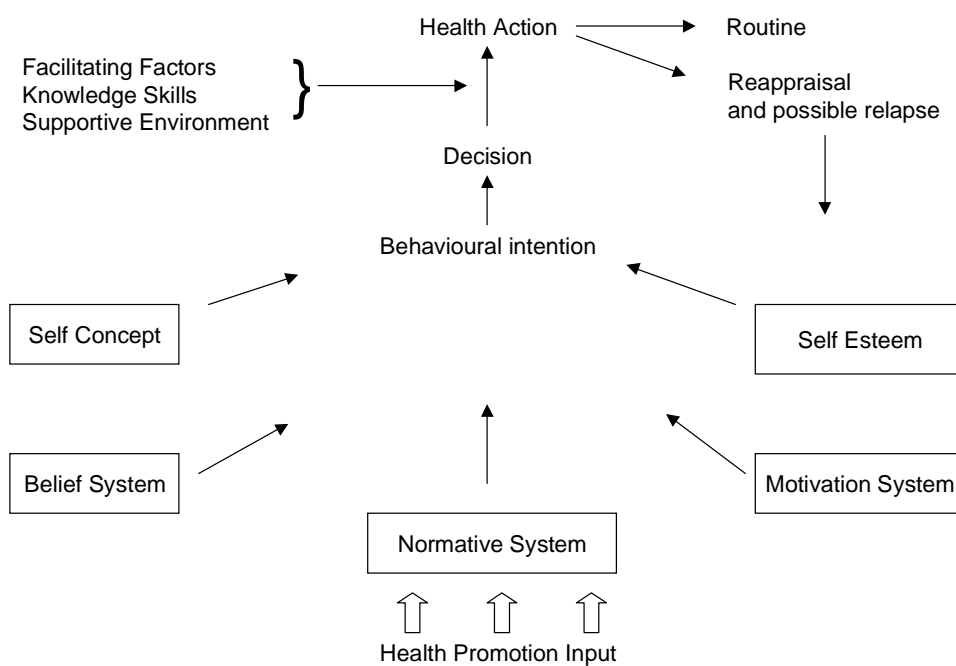 Health Action
Routine
Facilitating Factors
Knowledge Skills
Supportive Environment
Reappraisal
and possible relapse
Decision
Behavioural intention
Self Concept
Self Esteem
Belief System
Motivation System
Normative System
Health Promotion Input